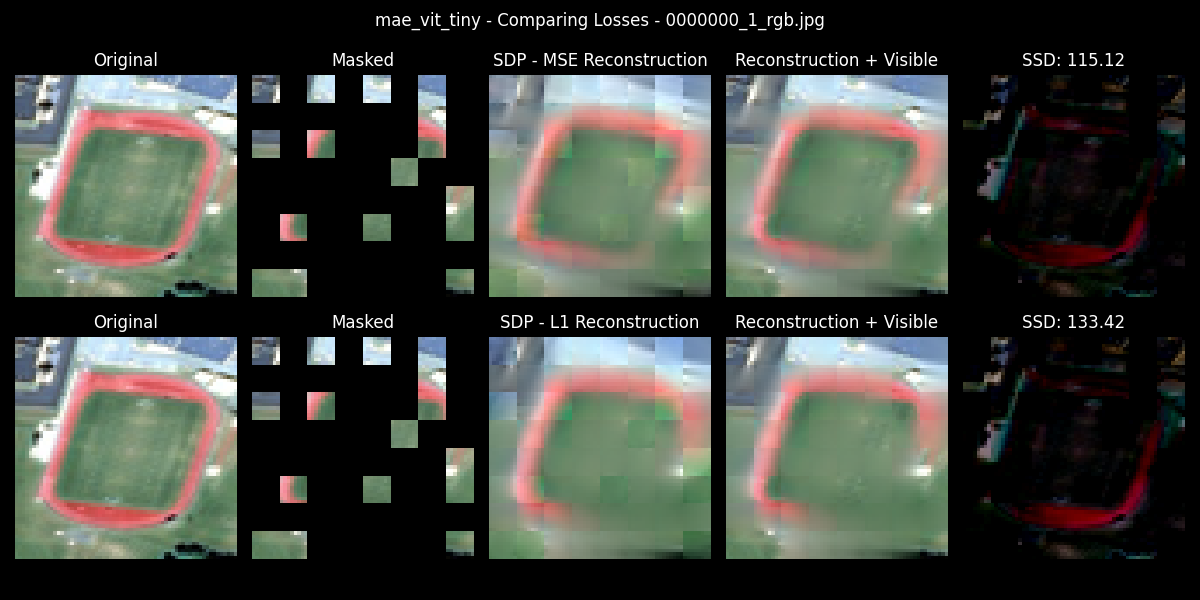 mae_vit_tiny - Comparing Losses - 0000000_1_rgb.jpg
Original
Masked
SDP - MSE Reconstruction
Reconstruction + Visible
SSD: 115.12
Original
Masked
SDP - L1 Reconstruction
Reconstruction + Visible
SSD: 133.42